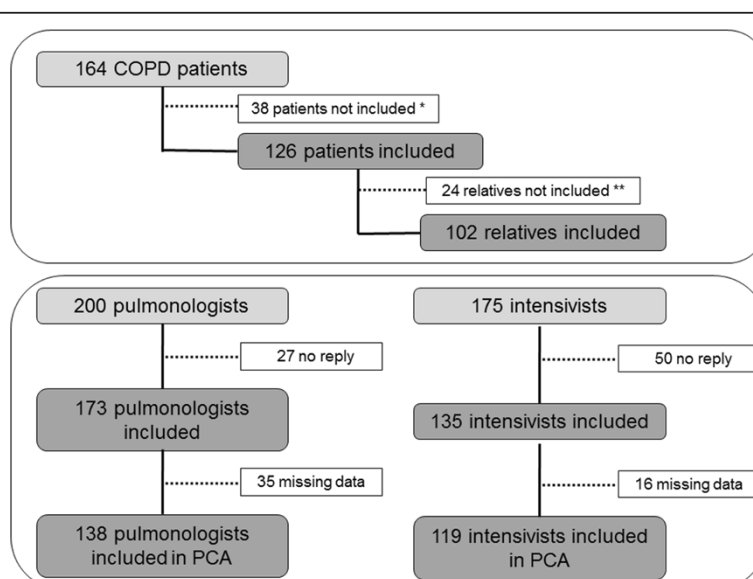 164 COPD patients
38 patients not included *
126 patients included
24 relatives not included **
102 relatives included
200 pulmonologists
27 no reply
173 pulmonologists
included
35 missing data
138 pulmonologists
included in PCA
175 intensivists
50 no reply
135 intensivists included
16 missing data
119 intensivists included
in PCA